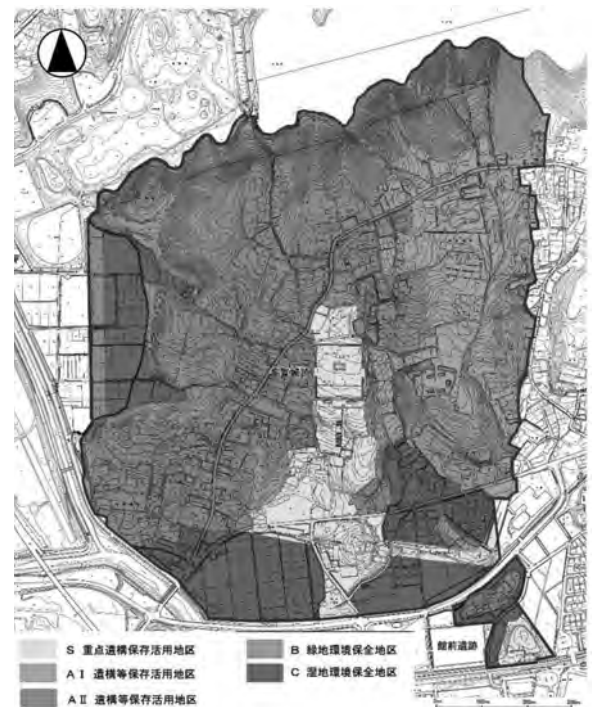 館前遺跡
S 重点遺構保存活用地区
AⅠ 遺構等保存活用地区
AⅡ 遺構等保存活用地区
B 緑地環境保全地区
C 湿地環境保全地区